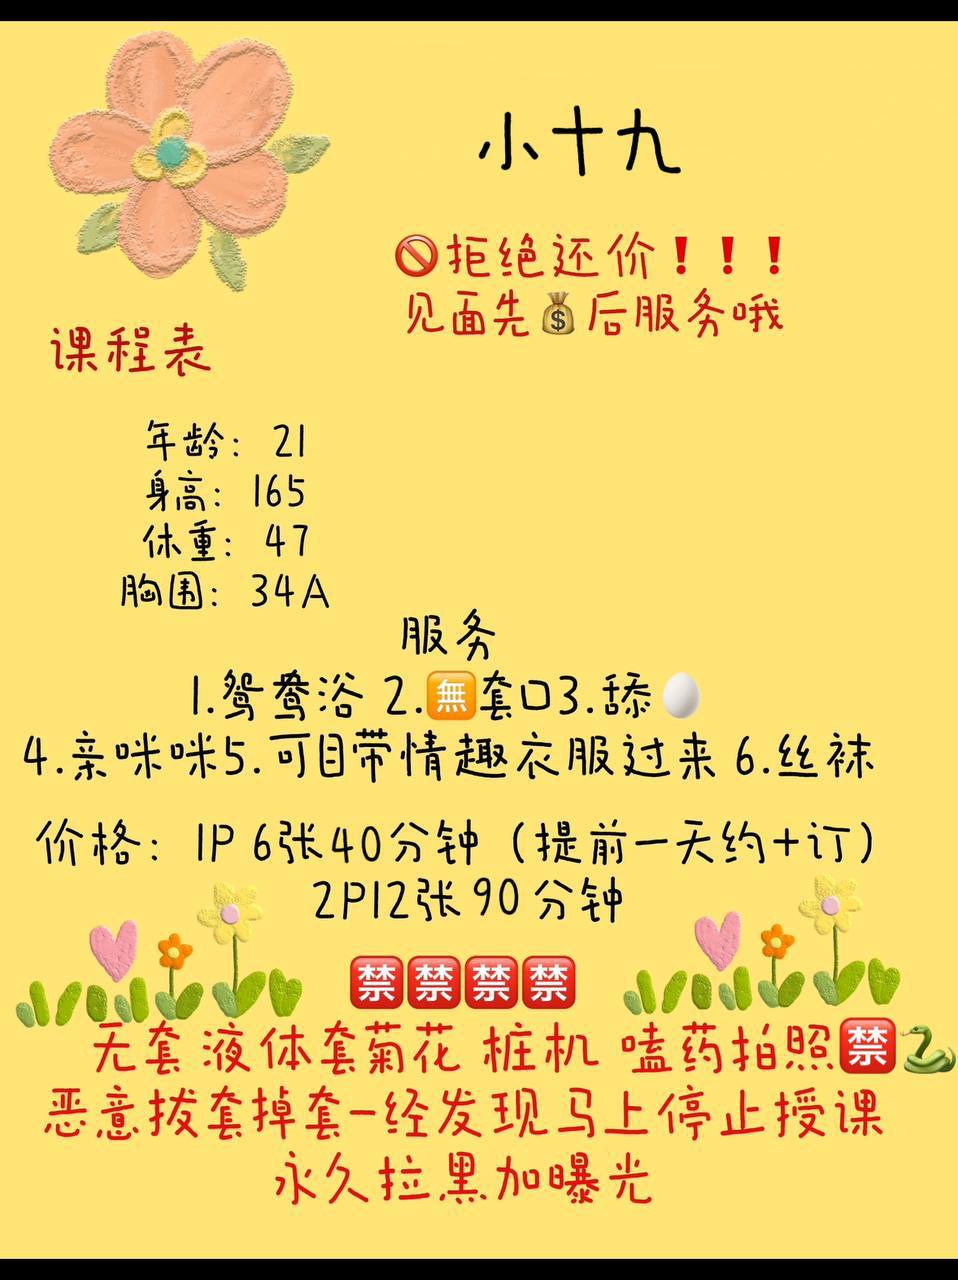 小十九
🚫拒绝还价❗❗❗
见面先💰后服务哦
课程表
年龄：21
身高：165
体重：47
胸围：34A
服务
1.鸳鸯浴 2.🈚套口3.舔🥚
4.亲咪咪5.可自带情趣衣服过来 6.丝袜
价格：1P 6张40分钟（提前一天约+订）
2P12张 90分钟
🈲🈲🈲🈲
无套 液体套菊花 桩机 嗑药拍照🈲🐍
恶意拔套掉套一经发现马上停止授课
永久拉黑加曝光